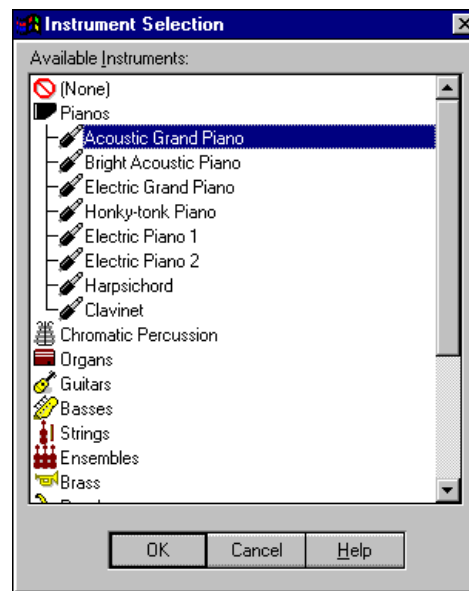 Instrument Selection
Available Instruments:
(None)
Pianos
Acoustic Grand Piano
Bright Acoustic Piano
Electric Grand Piano
Honky-tonk Piano
Electric Piano 1
Electric Piano 2
Harpsichord
Clavinet
Chromatic Percussion
Organs
Guitars
Basses
Strings
Ensembles
Brass
OK Cancel Help